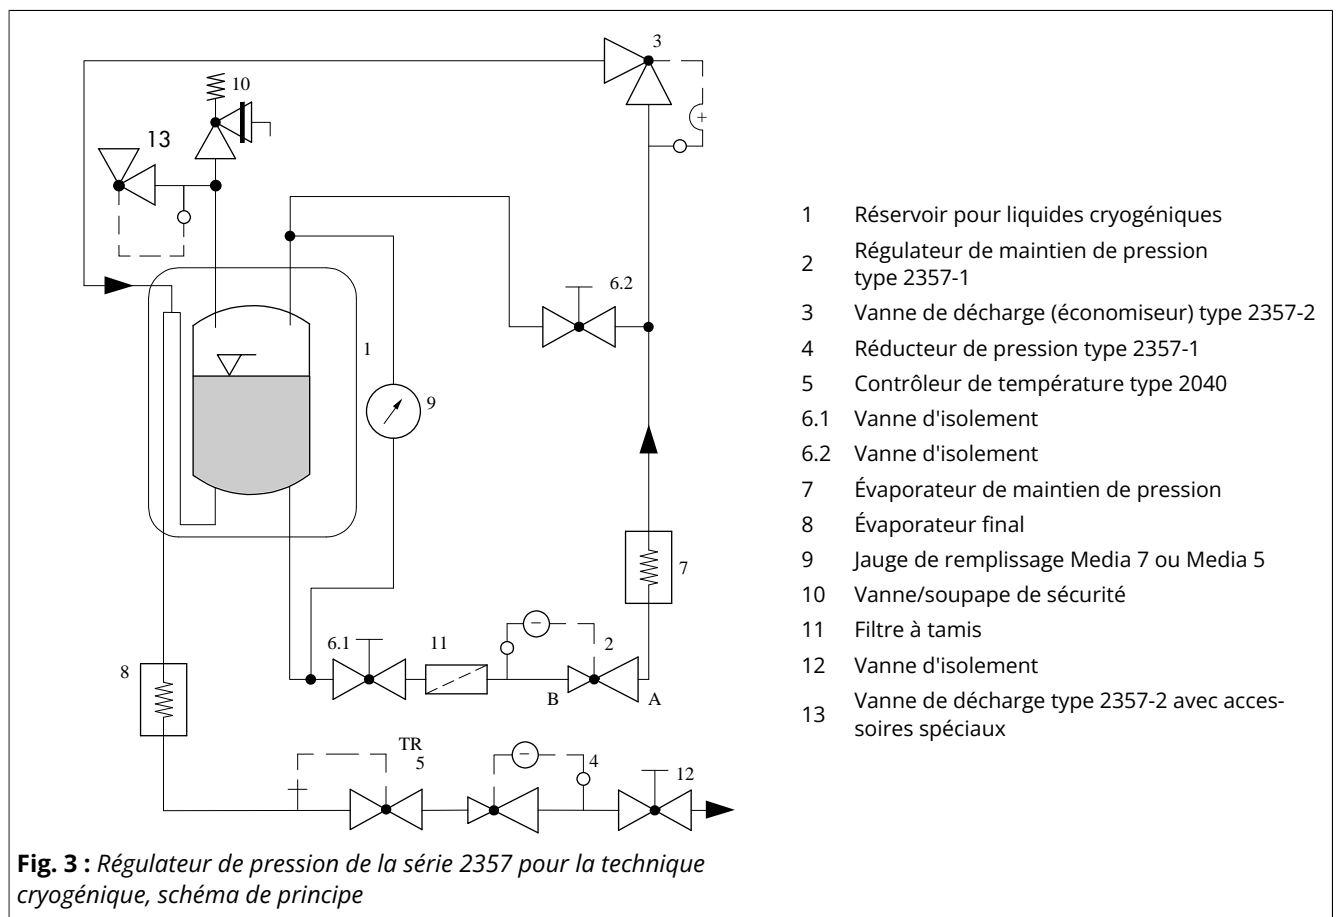 3
10
13
6.2
1
9
7
6.1
11
2
B
A
8
TR
5
4
12
1 Réservoir pour liquides cryogéniques
2 Régulateur de maintien de pression
type 2357-1
3 Vanne de décharge (économiseur) type 2357-2
4 Réducteur de pression type 2357-1
5 Contrôleur de température type 2040
6.1 Vanne d'isolement
6.2 Vanne d'isolement
7 Évaporateur de maintien de pression
8 Évaporateur final
9 Jauge de remplissage Media 7 ou Media 5
10 Vanne/soupape de sécurité
11 Filtre à tamis
12 Vanne d'isolement
13 Vanne de décharge type 2357-2 avec acces-
soires spéciaux
Fig. 3 : Régulateur de pression de la série 2357 pour la technique
cryogénique, schéma de principe